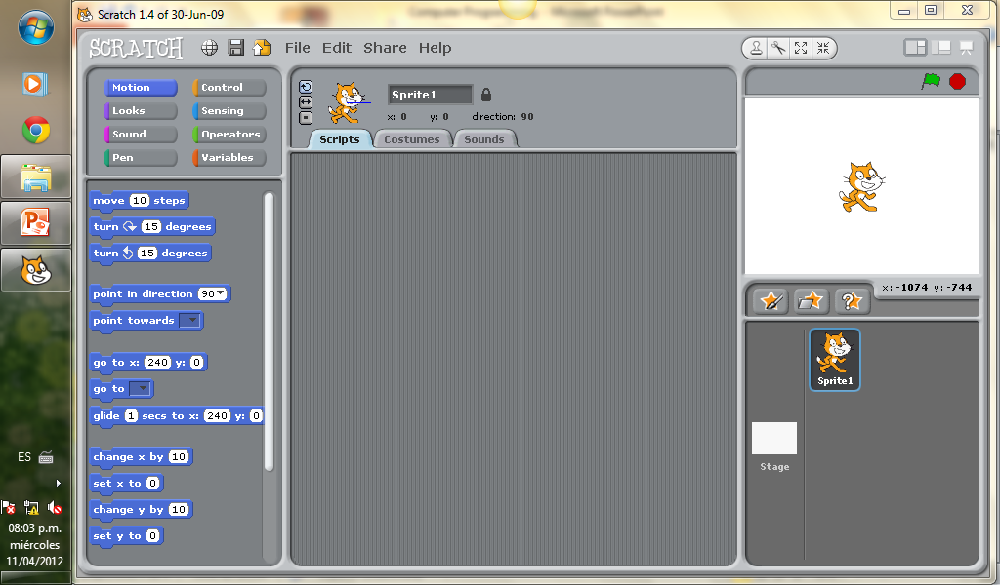 Scratch 1.4 of 30-Jun-09
SCRATCH File Edit Share Help
Motion Control
Looks Sensing
Sound Operators
Pen Variables
Sprite1
x: 0 y: 0 direction: 90
Scripts Costumes Sounds
move 10 steps
turn 15 degrees
turn 15 degrees
point in direction 90
point towards
go to x: 240 y: 0
go to
glide 1 secs to x: 240 y: 0
change x by 10
set x to 0
change y by 10
set y to 0
x: -1074 y: -744
Sprite1
Stage
ES
08:03 p.m.
miércoles
11/04/2012